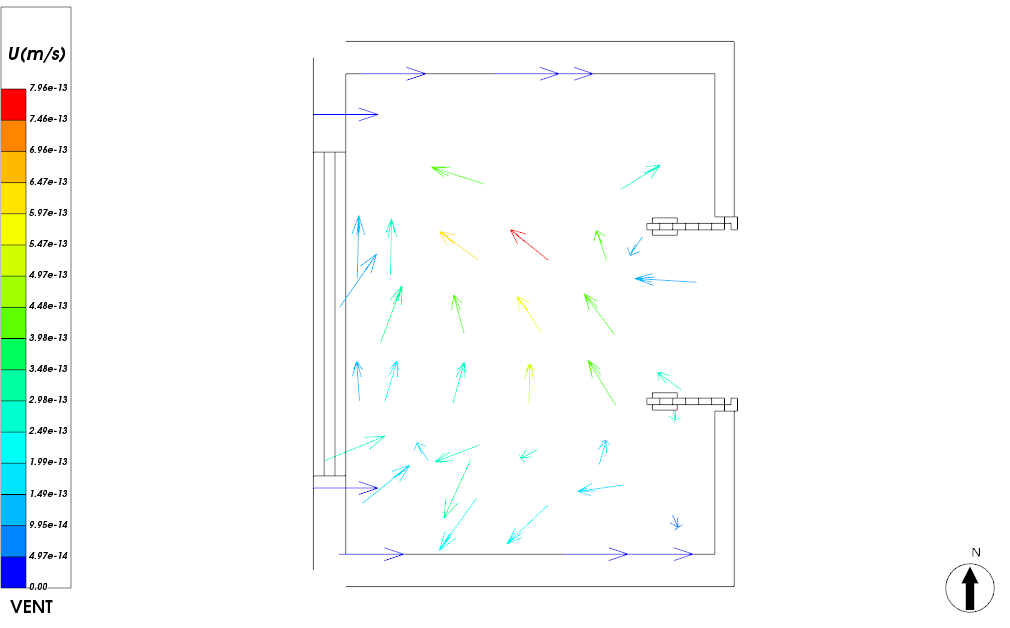 U(m/s)
7.96e-13
7.46e-13
6.96e-13
6.47e-13
5.97e-13
5.47e-13
4.97e-13
4.48e-13
3.98e-13
3.48e-13
2.98e-13
2.49e-13
1.99e-13
1.49e-13
9.95e-14
4.97e-14
0.00
VENT
N